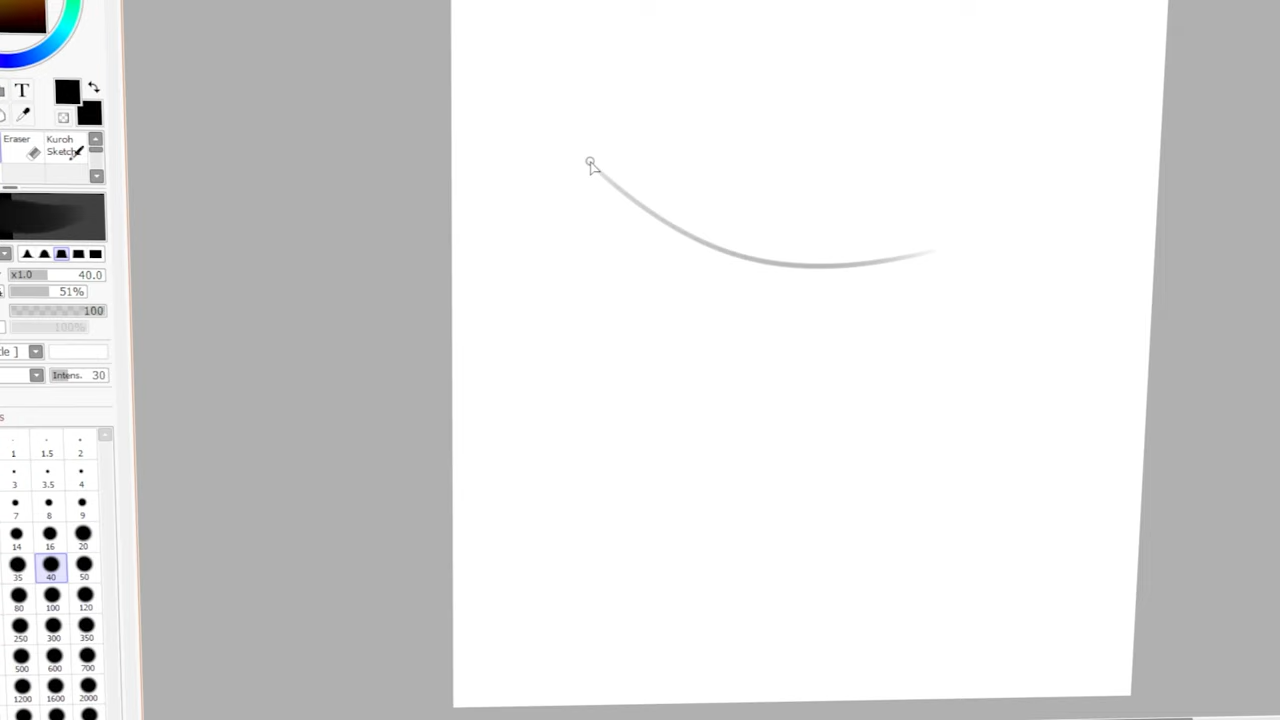 T
Eraser
Kuroh
Sketch
x1.0 40.0
51%
100
100%
tle ]
Intens. 30
s
1 1.5 2
3 3.5 4
7 8 9
14 16 20
35 40 50
80 100 120
250 300 350
500 600 700
1200 1600 2000